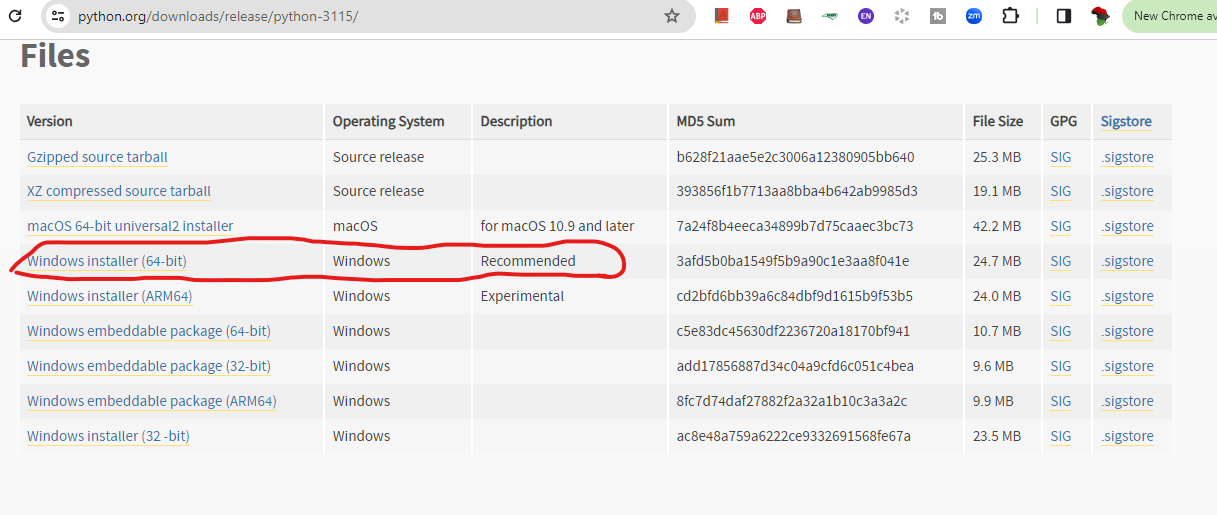 python.org/downloads/release/python-3115/
ABP
EN
zm
New Chrome av
Files
Version Operating System Description MD5 Sum File Size GPG Sigstore
Gzipped source tarball Source release b628f21aae5e2c3006a12380905bb640 25.3 MB SIG .sigstore
XZ compressed source tarball Source release 393856f1b7713aa8bba4b642ab9985d3 19.1 MB SIG .sigstore
macOS 64-bit universal2 installer macOS for macOS 10.9 and later 7a24f8b4eeca34899b7d75caaec3bc73 42.2 MB SIG .sigstore
Windows installer (64-bit) Windows Recommended 3afd5b0ba1549f5b9a90c1e3aa8f041e 24.7 MB SIG .sigstore
Windows installer (ARM64) Windows Experimental cd2bfd6bb39a6c84dbf9d1615b9f53b5 24.0 MB SIG .sigstore
Windows embeddable package (64-bit) Windows c5e83dc45630df2236720a18170bf941 10.7 MB SIG .sigstore
Windows embeddable package (32-bit) Windows add17856887d34c04a9cfd6c051c4bea 9.6 MB SIG .sigstore
Windows embeddable package (ARM64) Windows 8fc7d74daf27882f2a32a1b10c3a3a2c 9.9 MB SIG .sigstore
Windows installer (32 -bit) Windows ac8e48a759a6222ce9332691568fe67a 23.5 MB SIG .sigstore